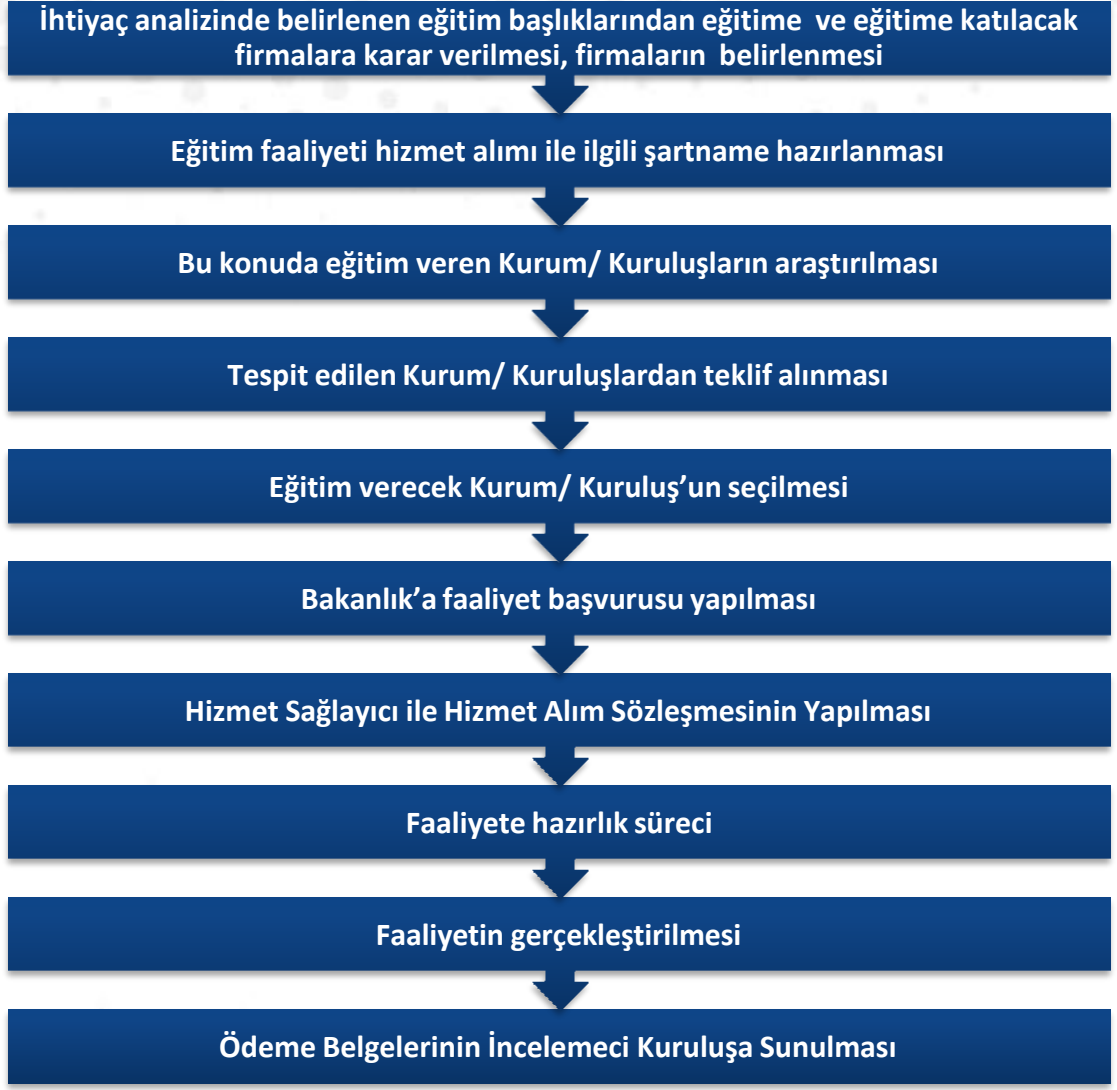 İhtiyaç analizinde belirlenen eğitim başlıklarından eğitime ve eğitime katılacak
firmalara karar verilmesi, firmaların belirlenmesi
Eğitim faaliyeti hizmet alımı ile ilgili şartname hazırlanması
Bu konuda eğitim veren Kurum/ Kuruluşların araştırılması
Tespit edilen Kurum/ Kuruluşlardan teklif alınması
Eğitim verecek Kurum/ Kuruluş’un seçilmesi
Bakanlık’a faaliyet başvurusu yapılması
Hizmet Sağlayıcı ile Hizmet Alım Sözleşmesinin Yapılması
Faaliyete hazırlık süreci
Faaliyetin gerçekleştirilmesi
Ödeme Belgelerinin İncelemeci Kuruluşa Sunulması